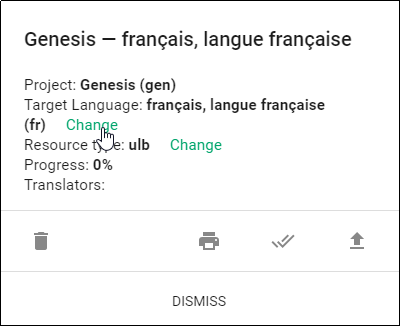 Genesis — français, langue française
Project: Genesis (gen)
Target Language: français, langue française
(fr) Change
Resource type: ulb Change
Progress: 0%
Translators:
DISMISS